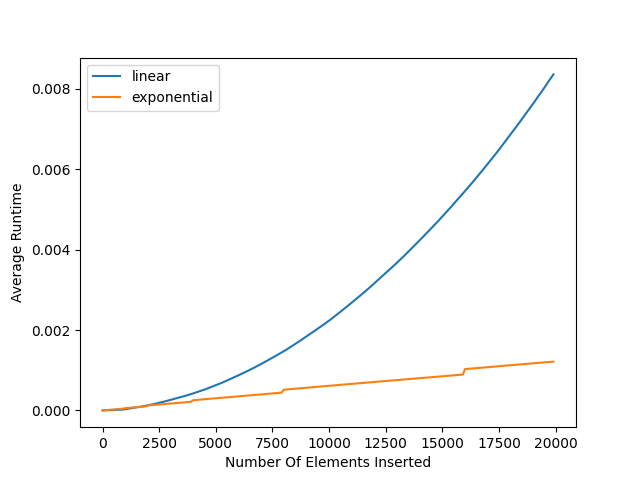 linear
exponential
0.008
0.006
0.004
0.002
0.000
Average Runtime
0 2500 5000 7500 10000 12500 15000 17500 20000
Number Of Elements Inserted